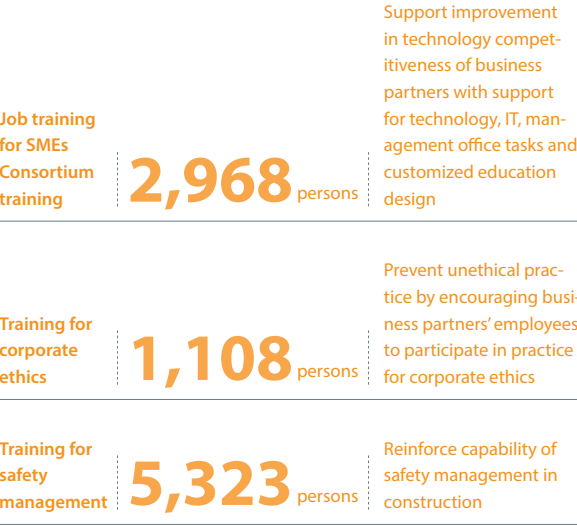 Job training
for SMEs
Consortium
training
2,968 persons
Support improvement
in technology compet-
itiveness of business
partners with support
for technology, IT, man-
agement office tasks and
customized education
design
Training for
corporate
ethics
1,108 persons
Prevent unethical prac-
tice by encouraging busi-
ness partners’ employees
to participate in practice
for corporate ethics
Training for
safety
management
5,323 persons
Reinforce capability of
safety management in
construction